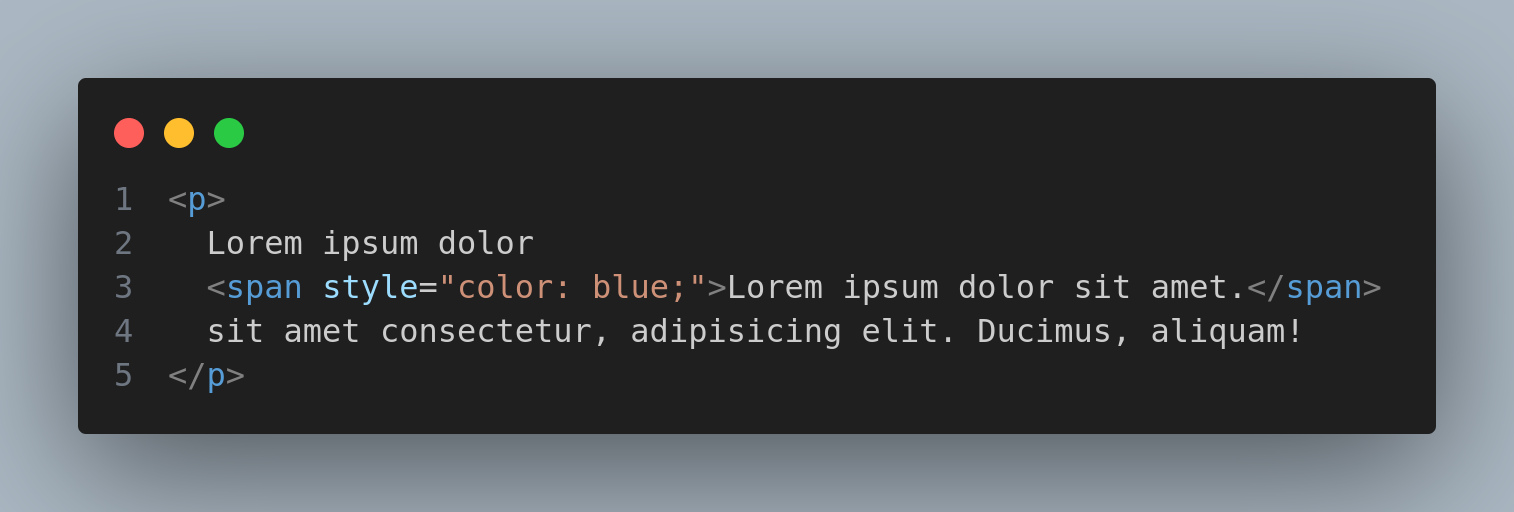 1 <p>
2   Lorem ipsum dolor
3   <span style="color: blue;">Lorem ipsum dolor sit amet.</span>
4   sit amet consectetur, adipisicing elit. Ducimus, aliquam!
5 </p>